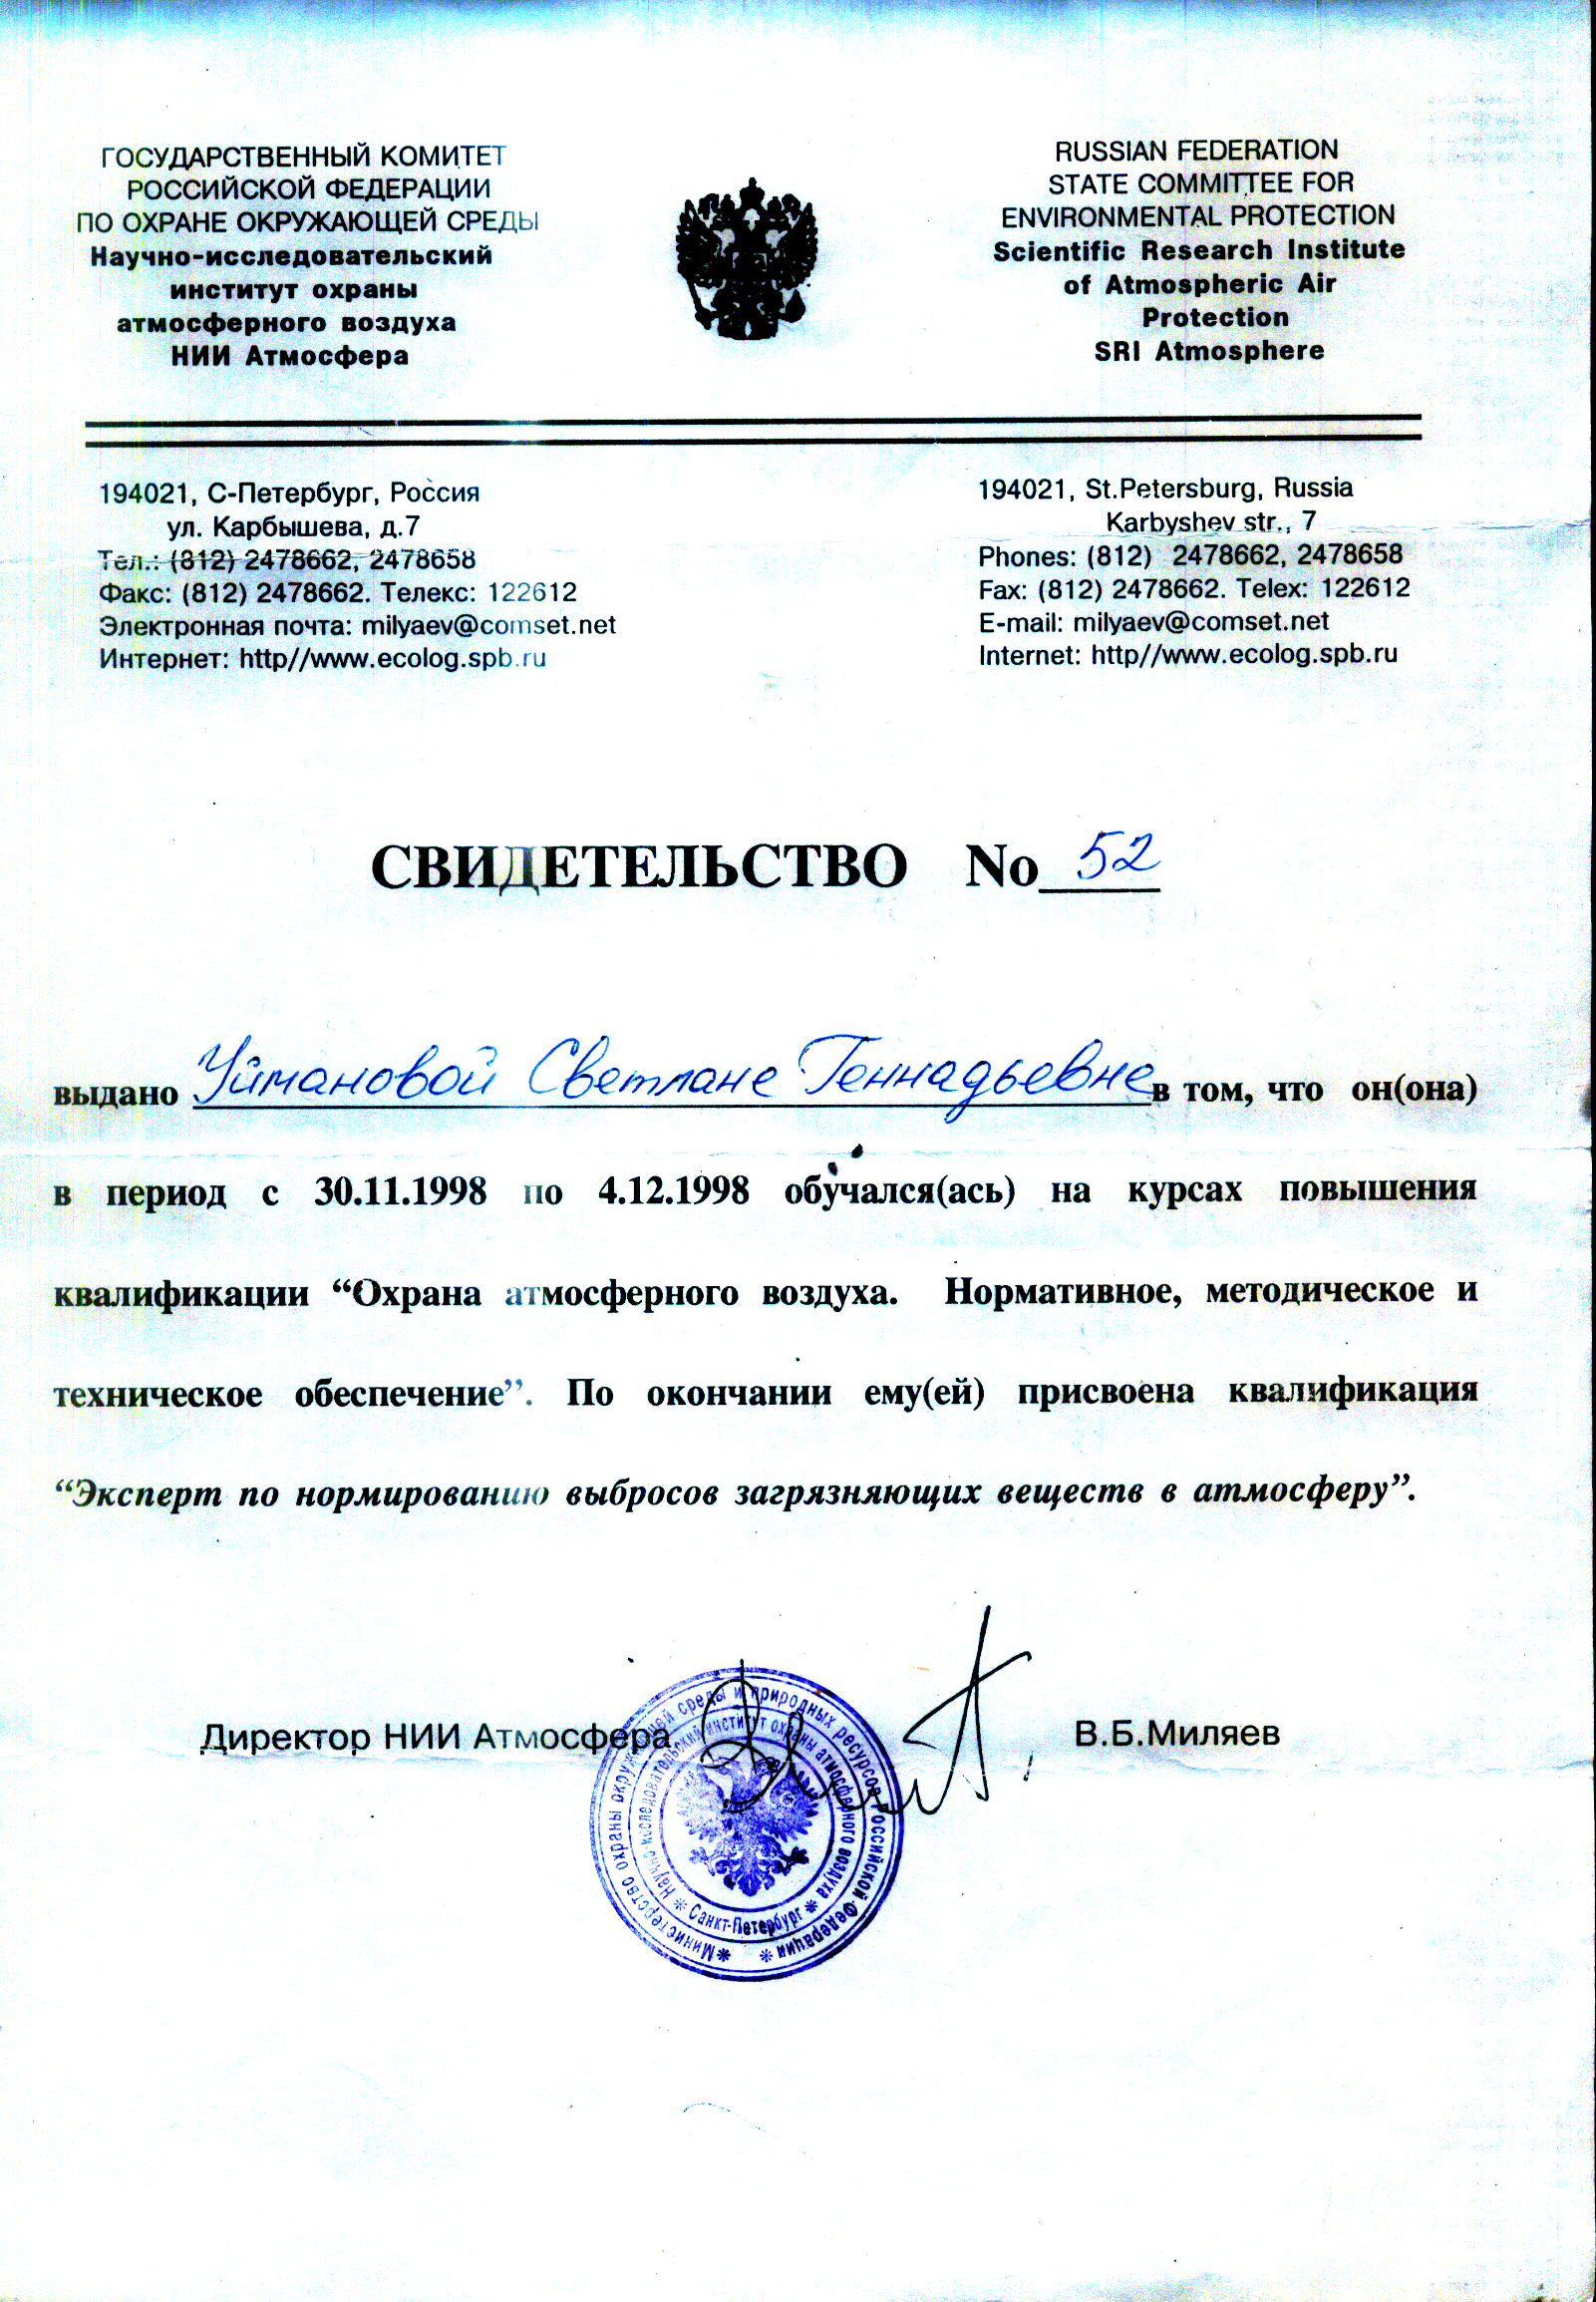 ГОСУДАРСТВЕННЫЙ КОМИТЕТ
РОССИЙСКОЙ ФЕДЕРАЦИИ
ПО ОХРАНЕ ОКРУЖАЮЩЕЙ СРЕДЫ
Научно-исследовательский
институт охраны
атмосферного воздуха
НИИ Атмосфера
RUSSIAN FEDERATION
STATE COMMITTEE FOR
ENVIRONMENTAL PROTECTION
Scientific Research Institute
of Atmospheric Air
Protection
SRI Atmosphere
194021, С-Петербург, Россия
ул. Карбышева, д.7
Тел.: (812) 2478662, 2478658
Факс: (812) 2478662. Телекс: 122612
Электронная почта: milyaev@comset.net
Интернет: http//www.ecolog.spb.ru
194021, St.Petersburg, Russia
Karbyshev str., 7
Phones: (812) 2478662, 2478658
Fax: (812) 2478662. Telex: 122612
E-mail: milyaev@comset.net
Internet: http//www.ecolog.spb.ru
СВИДЕТЕЛЬСТВО No 52
выдано Уймановой Светлане Геннадьевне в том, что он(она)
в период с 30.11.1998 по 4.12.1998 обучался(ась) на курсах повышения
квалификации “Охрана атмосферного воздуха. Нормативное, методическое и
техническое обеспечение”. По окончании ему(ей) присвоена квалификация
“Эксперт по нормированию выбросов загрязняющих веществ в атмосферу”.
Директор НИИ Атмосфера
В.Б.Миляев
Министерство охраны окружающей среды и природных ресурсов Российской Федерации
Научно-исследовательский институт охраны атмосферного воздуха
Санкт-Петербург